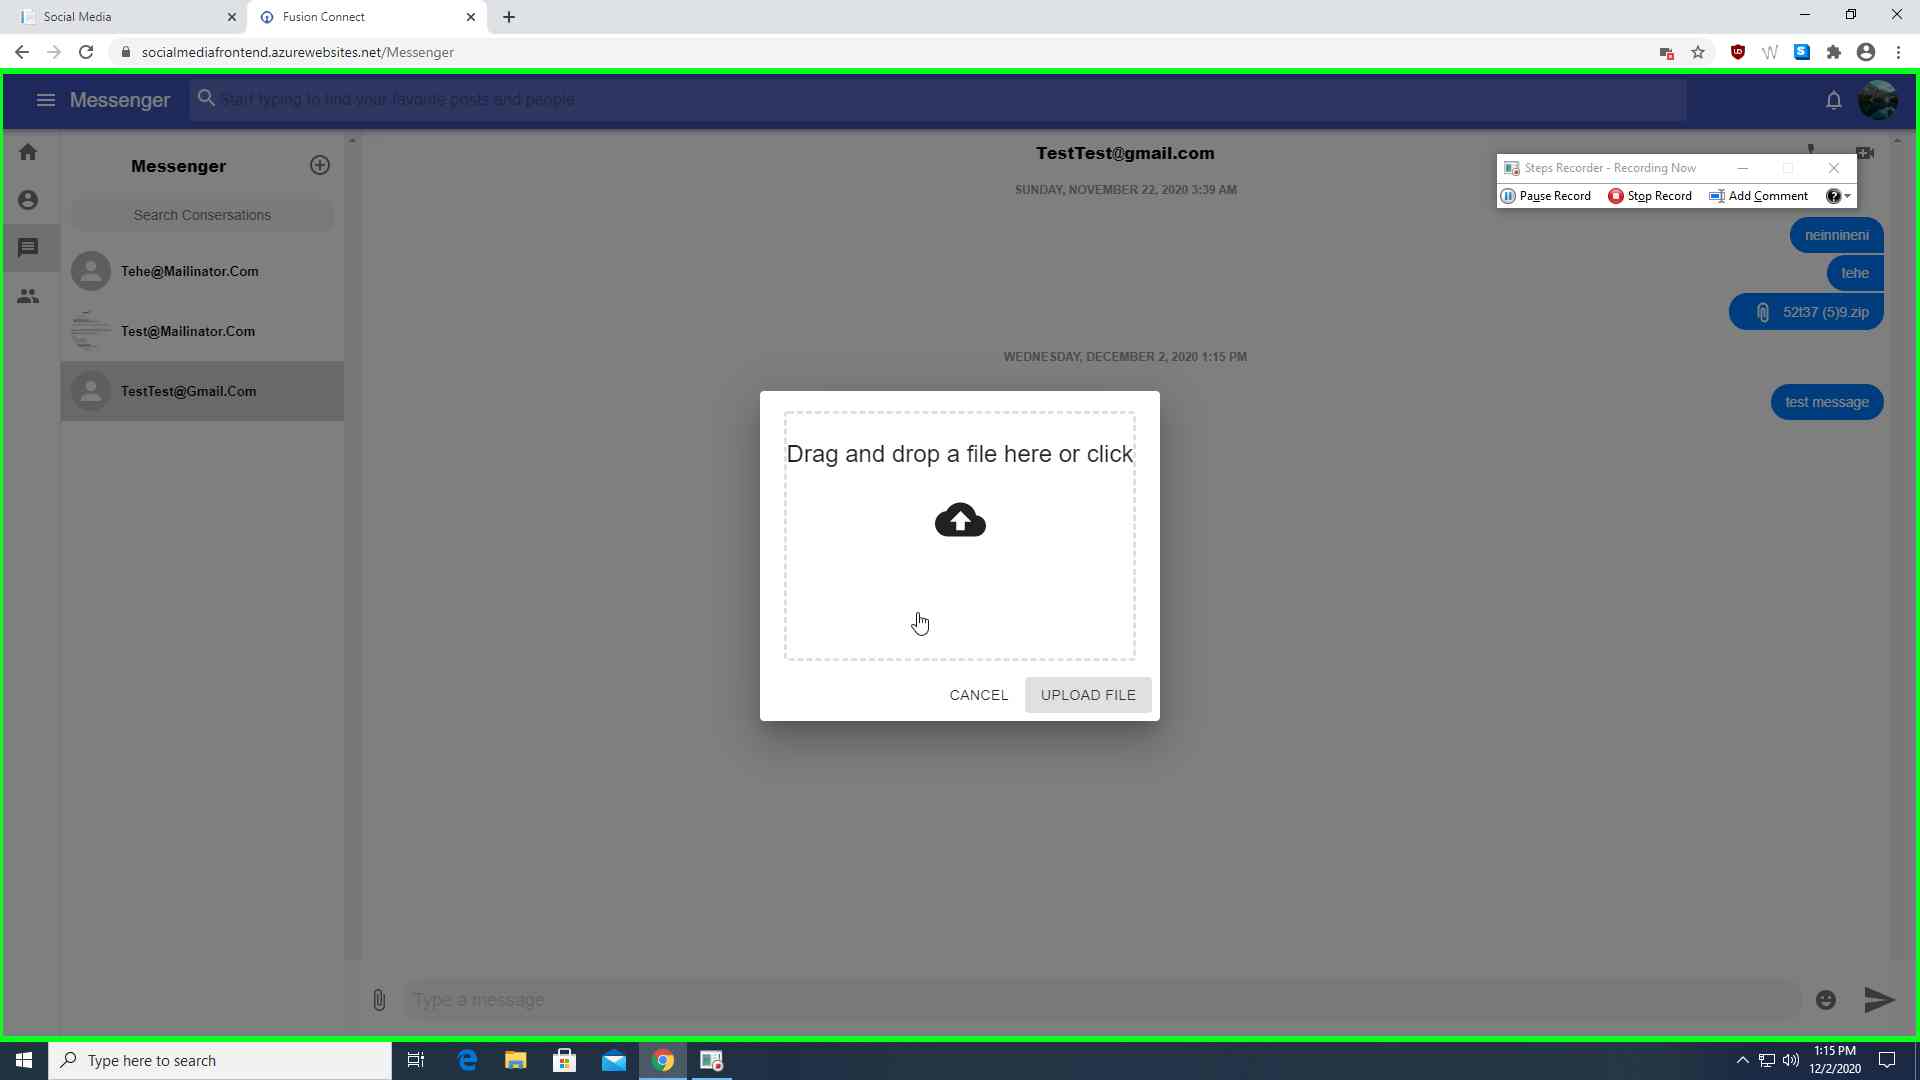 Social Media
Fusion Connect
socialmediafrontend.azurewebsites.net/Messenger
Messenger
Start typing to find your favorite posts and people
Messenger
Search Consersations
Tehe@Mailinator.Com
Test@Mailinator.Com
TestTest@Gmail.Com
TestTest@gmail.com
SUNDAY, NOVEMBER 22, 2020 3:39 AM
Steps Recorder - Recording Now
Pause Record
Stop Record
Add Comment
neinnineni
tehe
52t37 (5)9.zip
WEDNESDAY, DECEMBER 2, 2020 1:15 PM
test message
Drag and drop a file here or click
CANCEL
UPLOAD FILE
Type a message
Type here to search
1:15 PM
12/2/2020